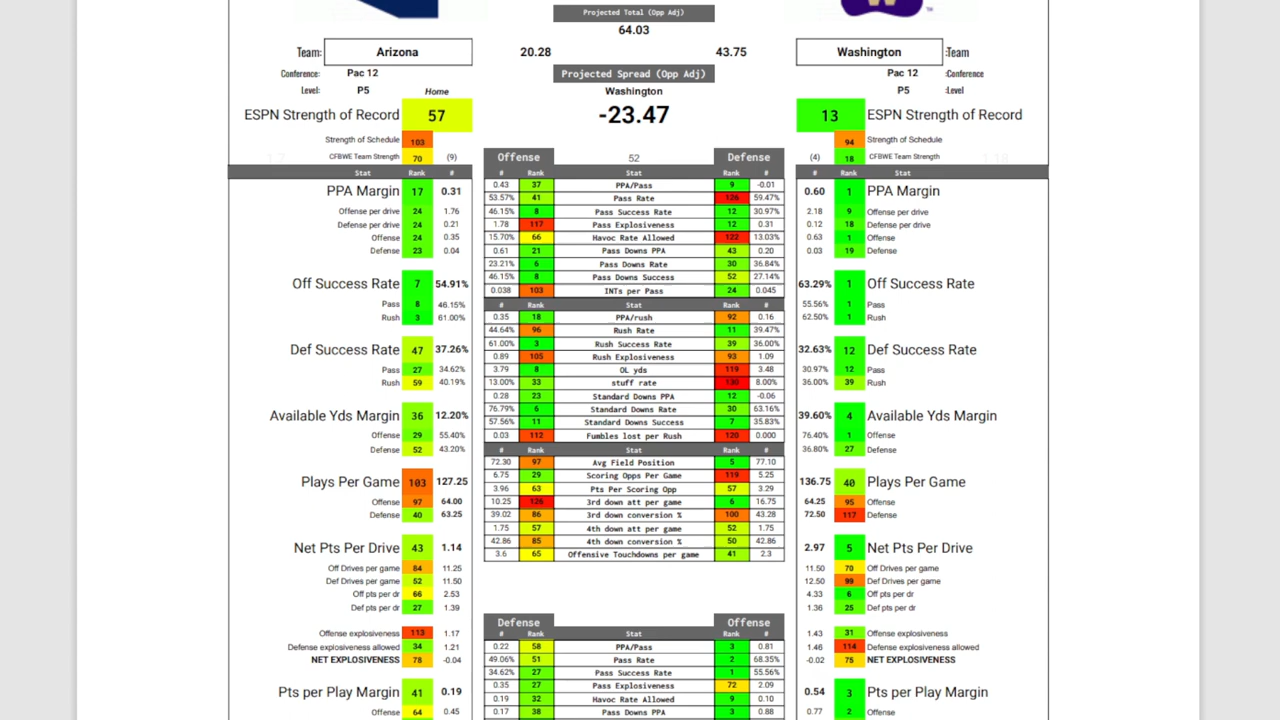 Projected Total (Opp Adj)
64.03
Team: Arizona 20.28 43.75 Washington :Team
Projected Spread (Opp Adj)
Conference: Pac 12 Pac 12 :Conference
Level: P5 Home Washington P5 :Level
ESPN Strength of Record 57 -23.47 13 ESPN Strength of Record
Strength of Schedule 103 94 Strength of Schedule
CFBWE Team Strength 70 (9) Offense 52 Defense (4) 18 CFBWE Team Strength
Stat Rank # # Rank Stat Rank # # Rank Stat
PPA Margin 17 0.31 0.43 37 PPA/Pass 9 -0.01 0.60 1 PPA Margin
53.57% 41 Pass Rate 126 59.47%
Offense per drive 24 1.76 46.15% 8 Pass Success Rate 12 30.97% 2.18 9 Offense per drive
Defense per drive 24 0.21 1.78 117 Pass Explosiveness 12 0.31 0.12 18 Defense per drive
Offense 24 0.35 15.70% 66 Havoc Rate Allowed 122 13.03% 0.63 1 Offense
Defense 23 0.04 0.61 21 Pass Downs PPA 43 0.20 0.03 19 Defense
23.21% 6 Pass Downs Rate 30 36.84%
Off Success Rate 7 54.91% 46.15% 8 Pass Downs Success 52 27.14% 63.29% 1 Off Success Rate
0.038 103 INTs per Pass 24 0.045
Pass 8 46.15% # Rank Stat Rank # 55.56% 1 Pass
Rush 3 61.00% 0.35 18 PPA/rush 92 0.16 62.50% 1 Rush
44.64% 96 Rush Rate 11 39.47%
Def Success Rate 47 37.26% 61.00% 3 Rush Success Rate 39 36.00% 32.63% 12 Def Success Rate
0.89 105 Rush Explosiveness 93 1.09
Pass 27 34.62% 3.79 8 OL yds 119 3.48 30.97% 12 Pass
Rush 59 40.19% 13.00% 33 stuff rate 130 8.00% 36.00% 39 Rush
0.28 23 Standard Downs PPA 12 -0.06
Available Yds Margin 36 12.20% 76.79% 6 Standard Downs Rate 30 63.16% 39.60% 4 Available Yds Margin
57.56% 11 Standard Downs Success 7 35.83%
Offense 29 55.40% 0.03 112 Fumbles lost per Rush 120 0.000 76.40% 1 Offense
Defense 52 43.20% # Rank Stat Rank # 36.80% 27 Defense
72.30 97 Avg Field Position 5 77.10
Plays Per Game 103 127.25 6.75 29 Scoring Opps Per Game 119 5.25 136.75 40 Plays Per Game
3.96 63 Pts Per Scoring Opp 57 3.29
Offense 97 64.00 10.25 126 3rd down att per game 6 16.75 64.25 95 Offense
Defense 40 63.25 39.02 86 3rd down conversion % 100 43.28 72.50 117 Defense
1.75 57 4th down att per game 52 1.75
42.86 85 4th down conversion % 50 42.86
Net Pts Per Drive 43 1.14 3.6 65 Offensive Touchdowns per game 41 2.3 2.97 5 Net Pts Per Drive
Off Drives per game 84 11.25 11.50 70 Off Drives per game
Def Drives per game 52 11.50 12.50 99 Def Drives per game
Off pts per dr 66 2.53 4.33 6 Off pts per dr
Def pts per dr 27 1.39 1.36 25 Def pts per dr
Defense Offense
Offense explosiveness 113 1.17 # Rank Stat Rank # 1.43 31 Offense explosiveness
Defense explosiveness allowed 34 1.21 0.22 58 PPA/Pass 3 0.81 1.46 114 Defense explosiveness allowed
NET EXPLOSIVENESS 78 -0.04 49.06% 51 Pass Rate 2 68.35% -0.02 75 NET EXPLOSIVENESS
34.62% 27 Pass Success Rate 1 55.56%
Pts per Play Margin 41 0.19 0.35 27 Pass Explosiveness 72 2.09 0.54 3 Pts per Play Margin
0.19 32 Havoc Rate Allowed 9 0.10
Offense 64 0.45 0.17 38 Pass Downs PPA 3 0.88 0.77 2 Offense